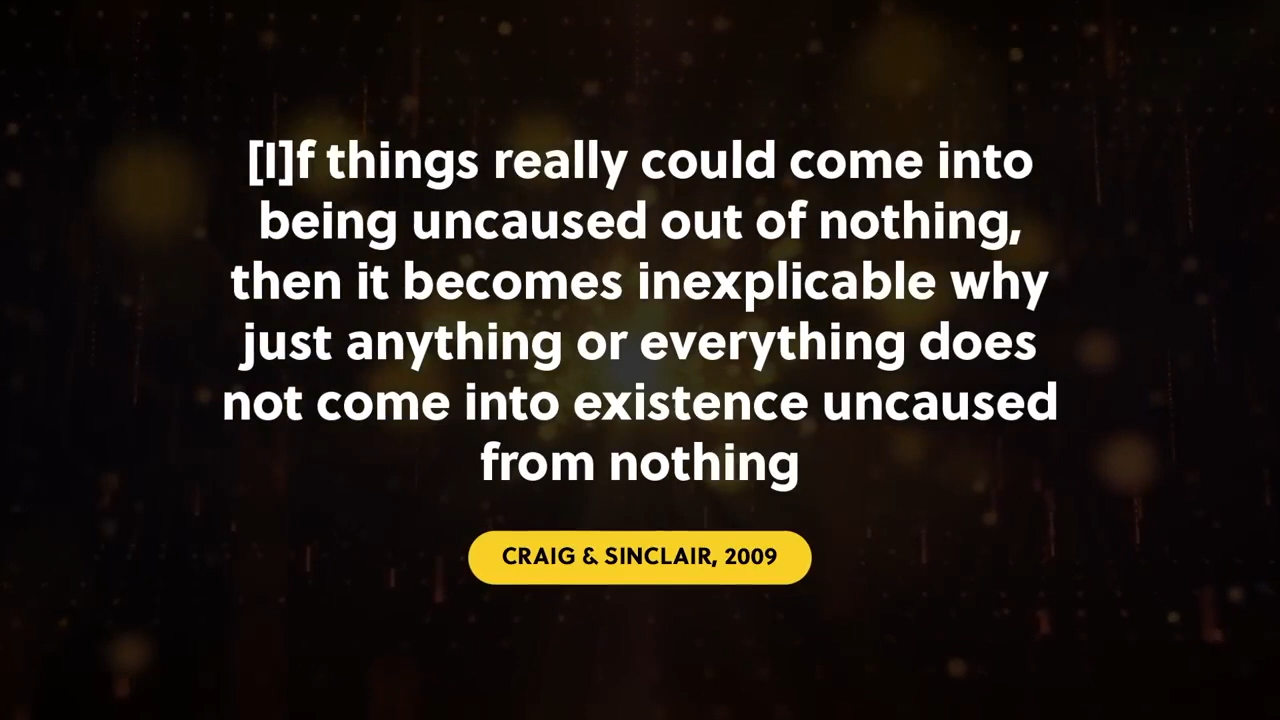 [I]f things really could come into
being uncaused out of nothing,
then it becomes inexplicable why
just anything or everything does
not come into existence uncaused
from nothing
CRAIG & SINCLAIR, 2009